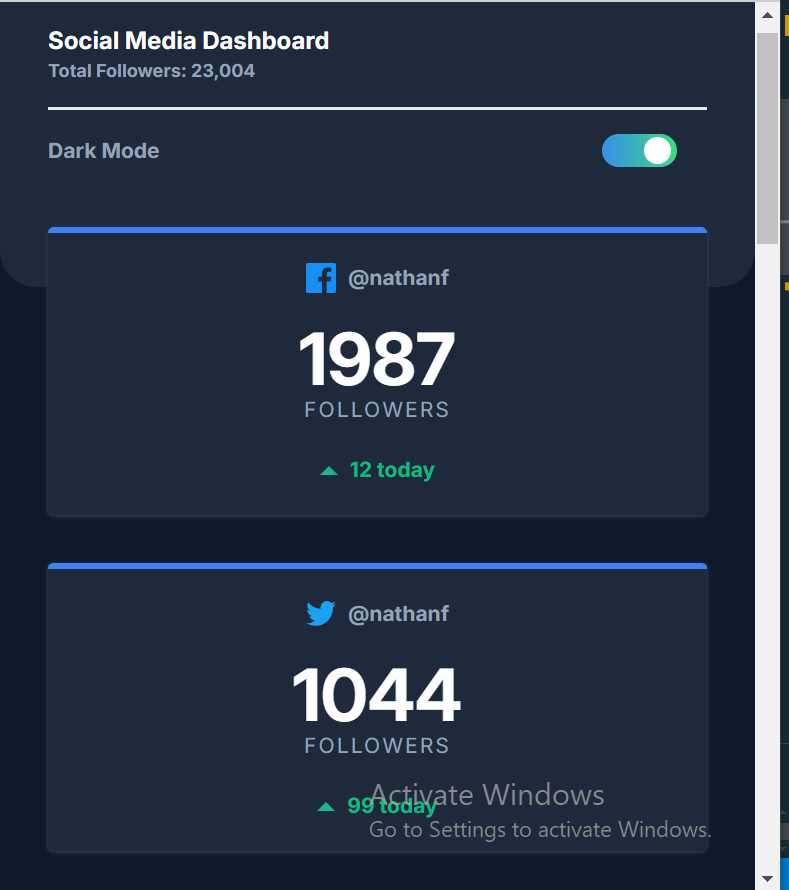 Social Media Dashboard
Total Followers: 23,004
Dark Mode
@nathanf
1987
FOLLOWERS
12 today
@nathanf
1044
FOLLOWERS
99 today
Activate Windows
Go to Settings to activate Windows.